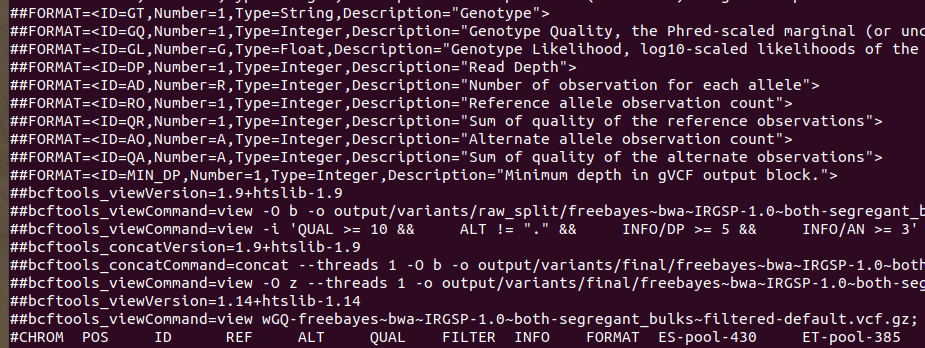 ##FORMAT=<ID=GT,Number=1,Type=String,Description="Genotype">
##FORMAT=<ID=GQ,Number=1,Type=Integer,Description="Genotype Quality, the Phred-scaled marginal (or unc
##FORMAT=<ID=GL,Number=G,Type=Float,Description="Genotype Likelihood, log10-scaled likelihoods of the
##FORMAT=<ID=DP,Number=1,Type=Integer,Description="Read Depth">
##FORMAT=<ID=AD,Number=R,Type=Integer,Description="Number of observation for each allele">
##FORMAT=<ID=RO,Number=1,Type=Integer,Description="Reference allele observation count">
##FORMAT=<ID=QR,Number=1,Type=Integer,Description="Sum of quality of the reference observations">
##FORMAT=<ID=AO,Number=A,Type=Integer,Description="Alternate allele observation count">
##FORMAT=<ID=QA,Number=A,Type=Integer,Description="Sum of quality of the alternate observations">
##FORMAT=<ID=MIN_DP,Number=1,Type=Integer,Description="Minimum depth in gVCF output block.">
##bcftools_viewVersion=1.9+htslib-1.9
##bcftools_viewCommand=view -O b -o output/variants/raw_split/freebayes~bwa~IRGSP-1.0~both-segregant_b
##bcftools_viewCommand=view -i 'QUAL >= 10 &&     ALT != "." &&     INFO/DP >= 5 &&     INFO/AN >= 3'
##bcftools_concatVersion=1.9+htslib-1.9
##bcftools_concatCommand=concat --threads 1 -O b -o output/variants/final/freebayes~bwa~IRGSP-1.0~both
##bcftools_viewCommand=view -O z --threads 1 -o output/variants/final/freebayes~bwa~IRGSP-1.0~both-seg
##bcftools_viewVersion=1.14+htslib-1.14
##bcftools_viewCommand=view wGQ-freebayes~bwa~IRGSP-1.0~both-segregant_bulks~filtered-default.vcf.gz;
#CHROM  POS     ID      REF     ALT     QUAL    FILTER  INFO    FORMAT  ES-pool-430     ET-pool-385